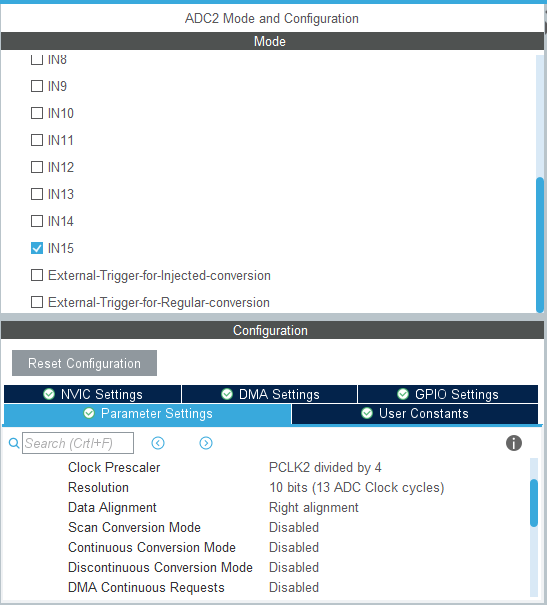 ADC2 Mode and Configuration
Mode
IN8
IN9
IN10
IN11
IN12
IN13
IN14
IN15
External-Trigger-for-Injected-conversion
External-Trigger-for-Regular-conversion
Configuration
Reset Configuration
NVIC Settings DMA Settings GPIO Settings
Parameter Settings User Constants
Search (CrtI+F)
Clock Prescaler PCLK2 divided by 4
Resolution 10 bits (13 ADC Clock cycles)
Data Alignment Right alignment
Scan Conversion Mode Disabled
Continuous Conversion Mode Disabled
Discontinuous Conversion Mode Disabled
DMA Continuous Requests Disabled